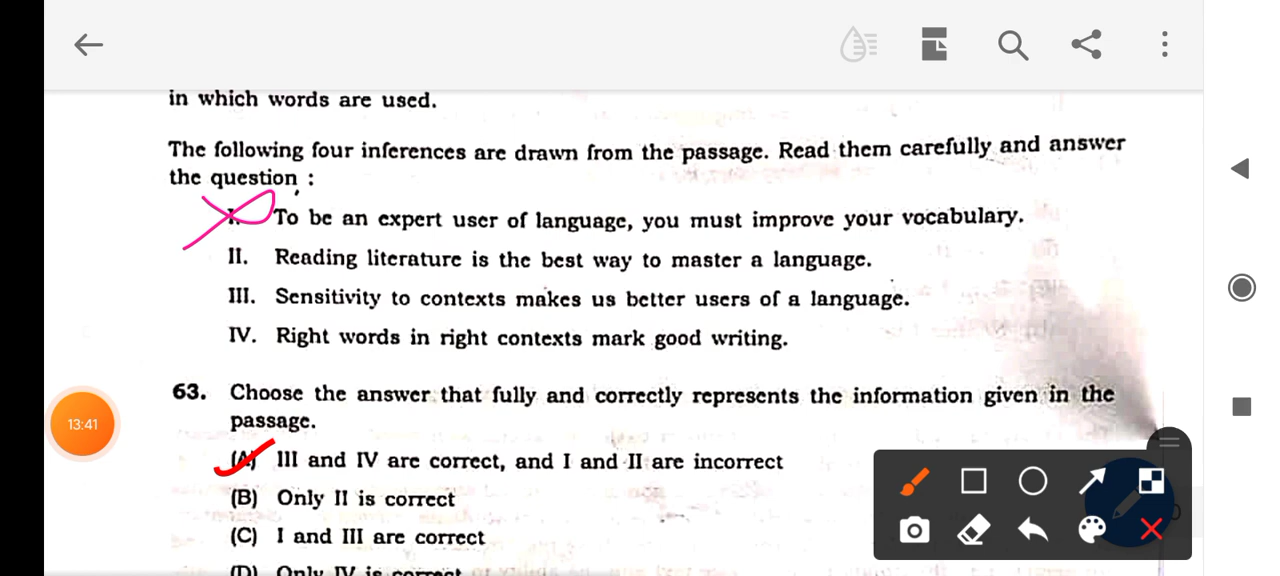 in which words are used.
The following four inferences are drawn from the passage. Read them carefully and answer
the question :
I. To be an expert user of language, you must improve your vocabulary.
II. Reading literature is the best way to master a language.
III. Sensitivity to contexts makes us better users of a language.
IV. Right words in right contexts mark good writing.
63. Choose the answer that fully and correctly represents the information given in the
passage.
13:41
(A) III and IV are correct, and I and II are incorrect
(B) Only II is correct
(C) I and III are correct
(D) Only IV is correct